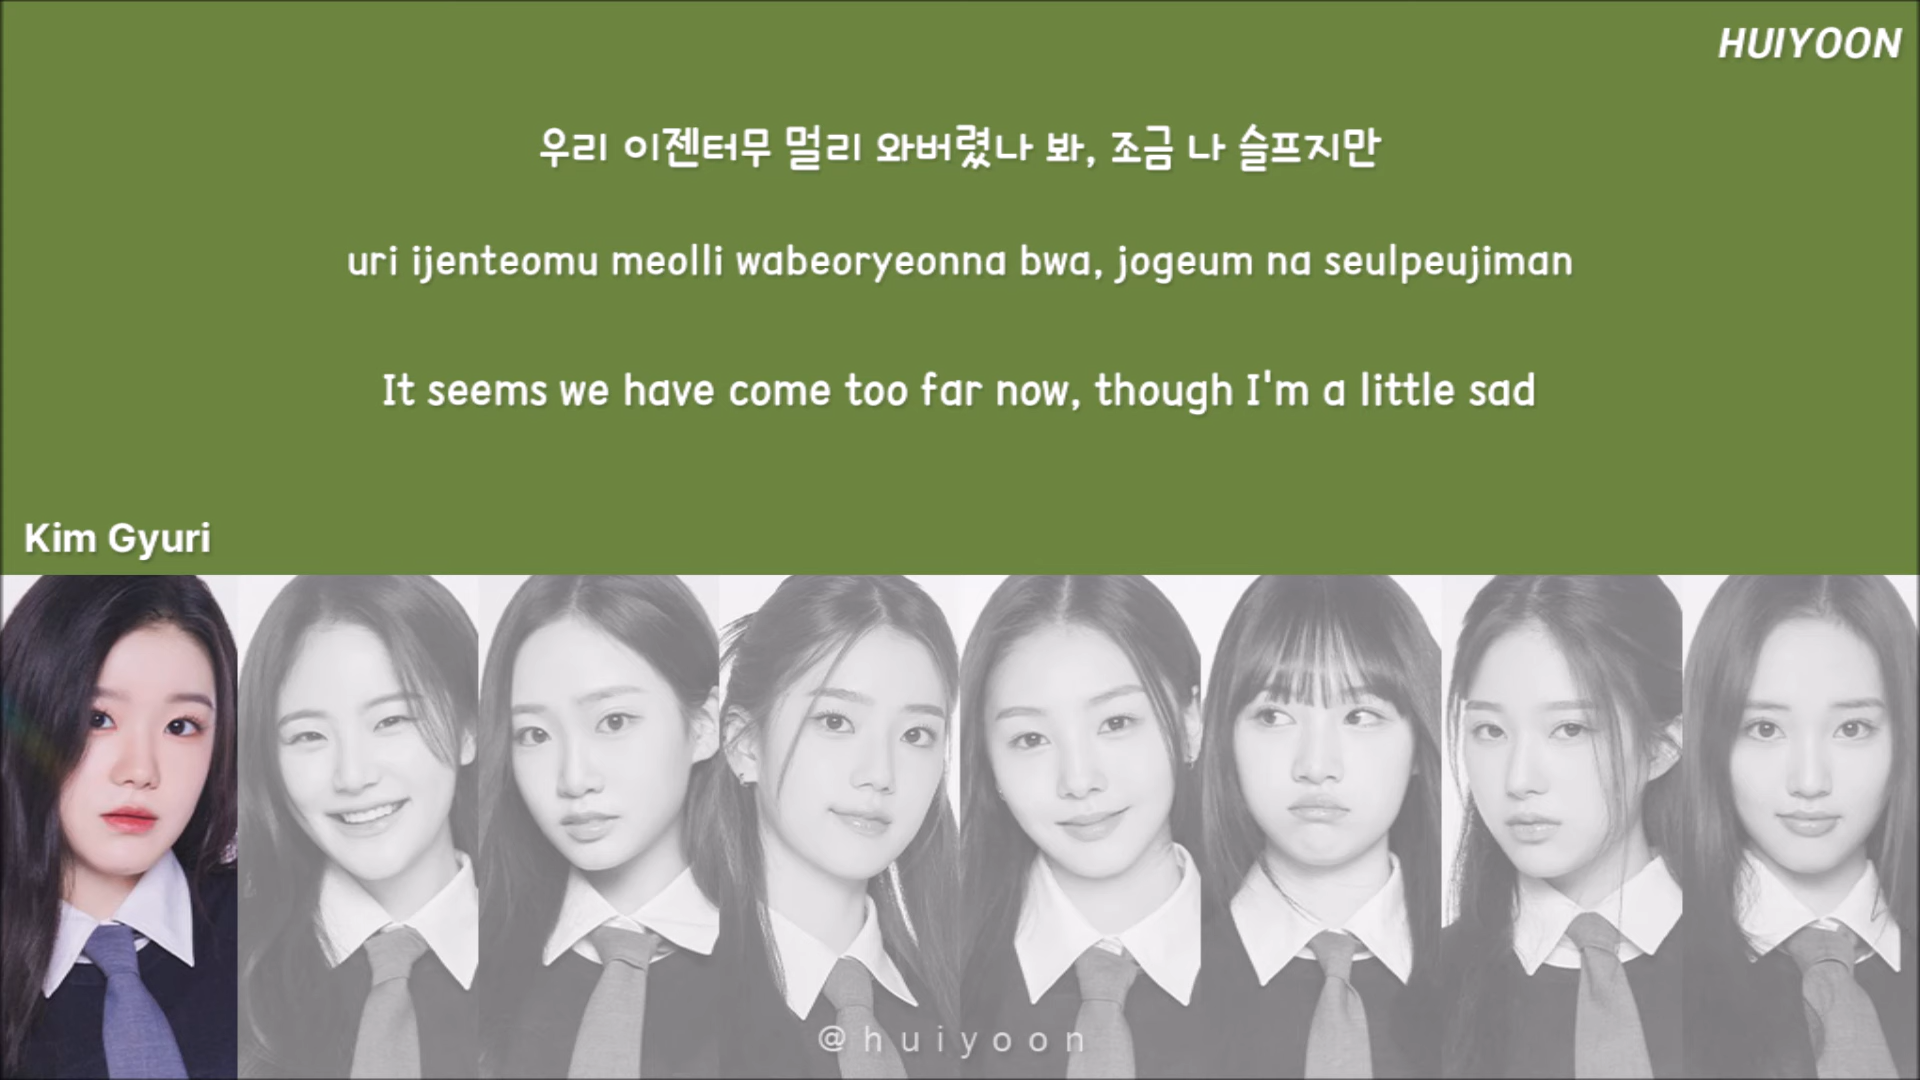 HUIYOON
우리 이젠터무 멀리 와버렸나 봐, 조금 나 슬프지만
uri ijenteomu meolli wabeoryeonna bwa, jogeum na seulpeujiman
It seems we have come too far now, though I'm a little sad
Kim Gyuri
@huiyoon